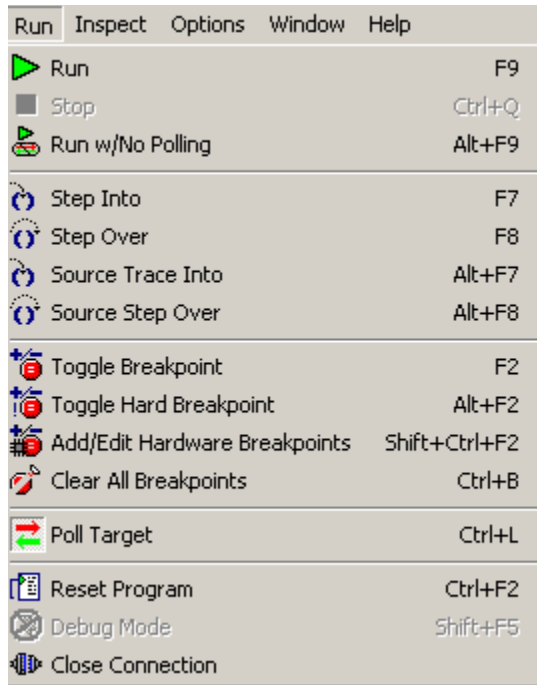 Run Inspect Options Window Help
Run F9
Stop Ctrl+Q
Run w/No Polling Alt+F9
Step Into F7
Step Over F8
Source Trace Into Alt+F7
Source Step Over Alt+F8
Toggle Breakpoint F2
Toggle Hard Breakpoint Alt+F2
Add/Edit Hardware Breakpoints Shift+Ctrl+F2
Clear All Breakpoints Ctrl+B
Poll Target Ctrl+L
Reset Program Ctrl+F2
Debug Mode Shift+F5
Close Connection